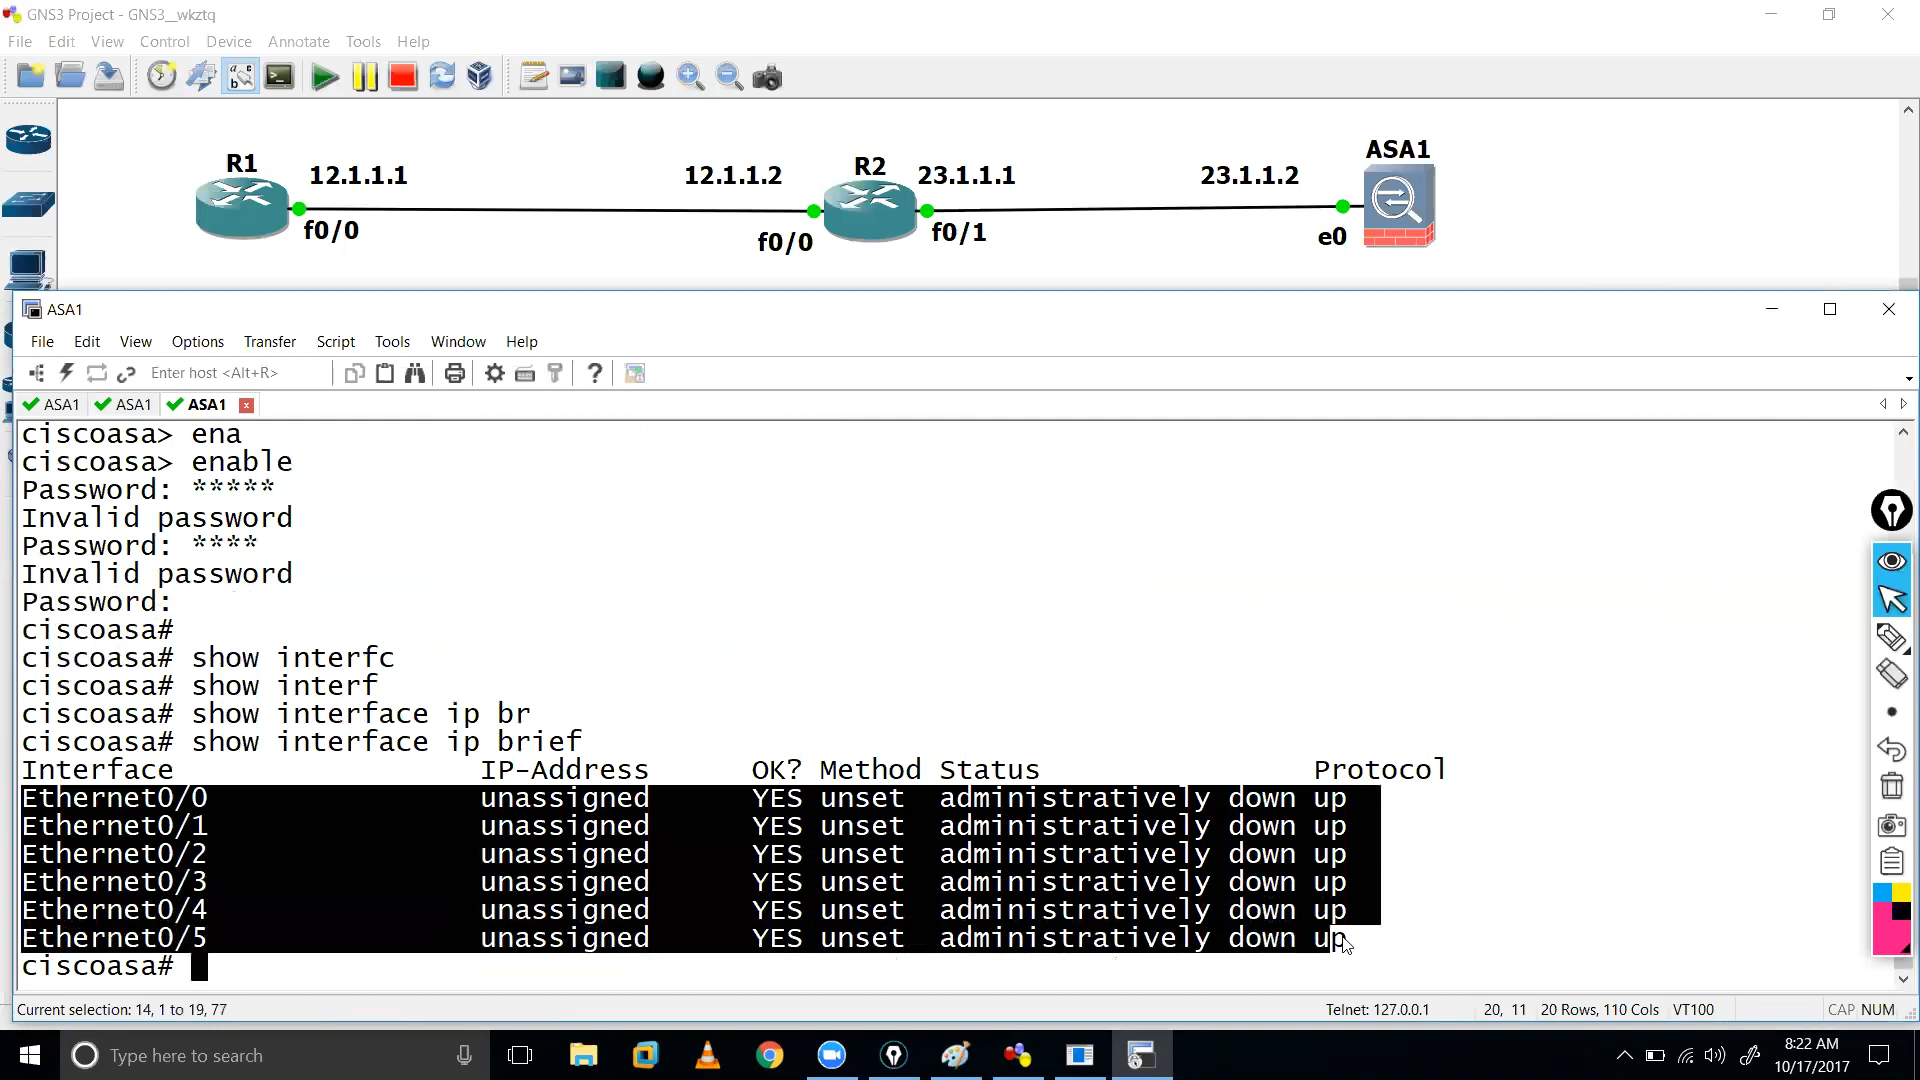 GNS3 Project - GNS3__wkztq
File Edit View Control Device Annotate Tools Help
R1 12.1.1.1 12.1.1.2 R2 23.1.1.1 23.1.1.2 ASA1
f0/0 f0/0 f0/1 e0
ASA1
File Edit View Options Transfer Script Tools Window Help
Enter host <Alt+R>
ASA1 ASA1 ASA1
ciscoasa> ena
ciscoasa> enable
Password: *****
Invalid password
Password: ****
Invalid password
Password:
ciscoasa#
ciscoasa# show interfc
ciscoasa# show interf
ciscoasa# show interface ip br
ciscoasa# show interface ip brief
Interface IP-Address OK? Method Status Protocol
Ethernet0/0 unassigned YES unset administratively down up
Ethernet0/1 unassigned YES unset administratively down up
Ethernet0/2 unassigned YES unset administratively down up
Ethernet0/3 unassigned YES unset administratively down up
Ethernet0/4 unassigned YES unset administratively down up
Ethernet0/5 unassigned YES unset administratively down up
ciscoasa#
Current selection: 14, 1 to 19, 77 Telnet: 127.0.0.1 20, 11 20 Rows, 110 Cols VT100 CAP NUM
Type here to search
8:22 AM
10/17/2017